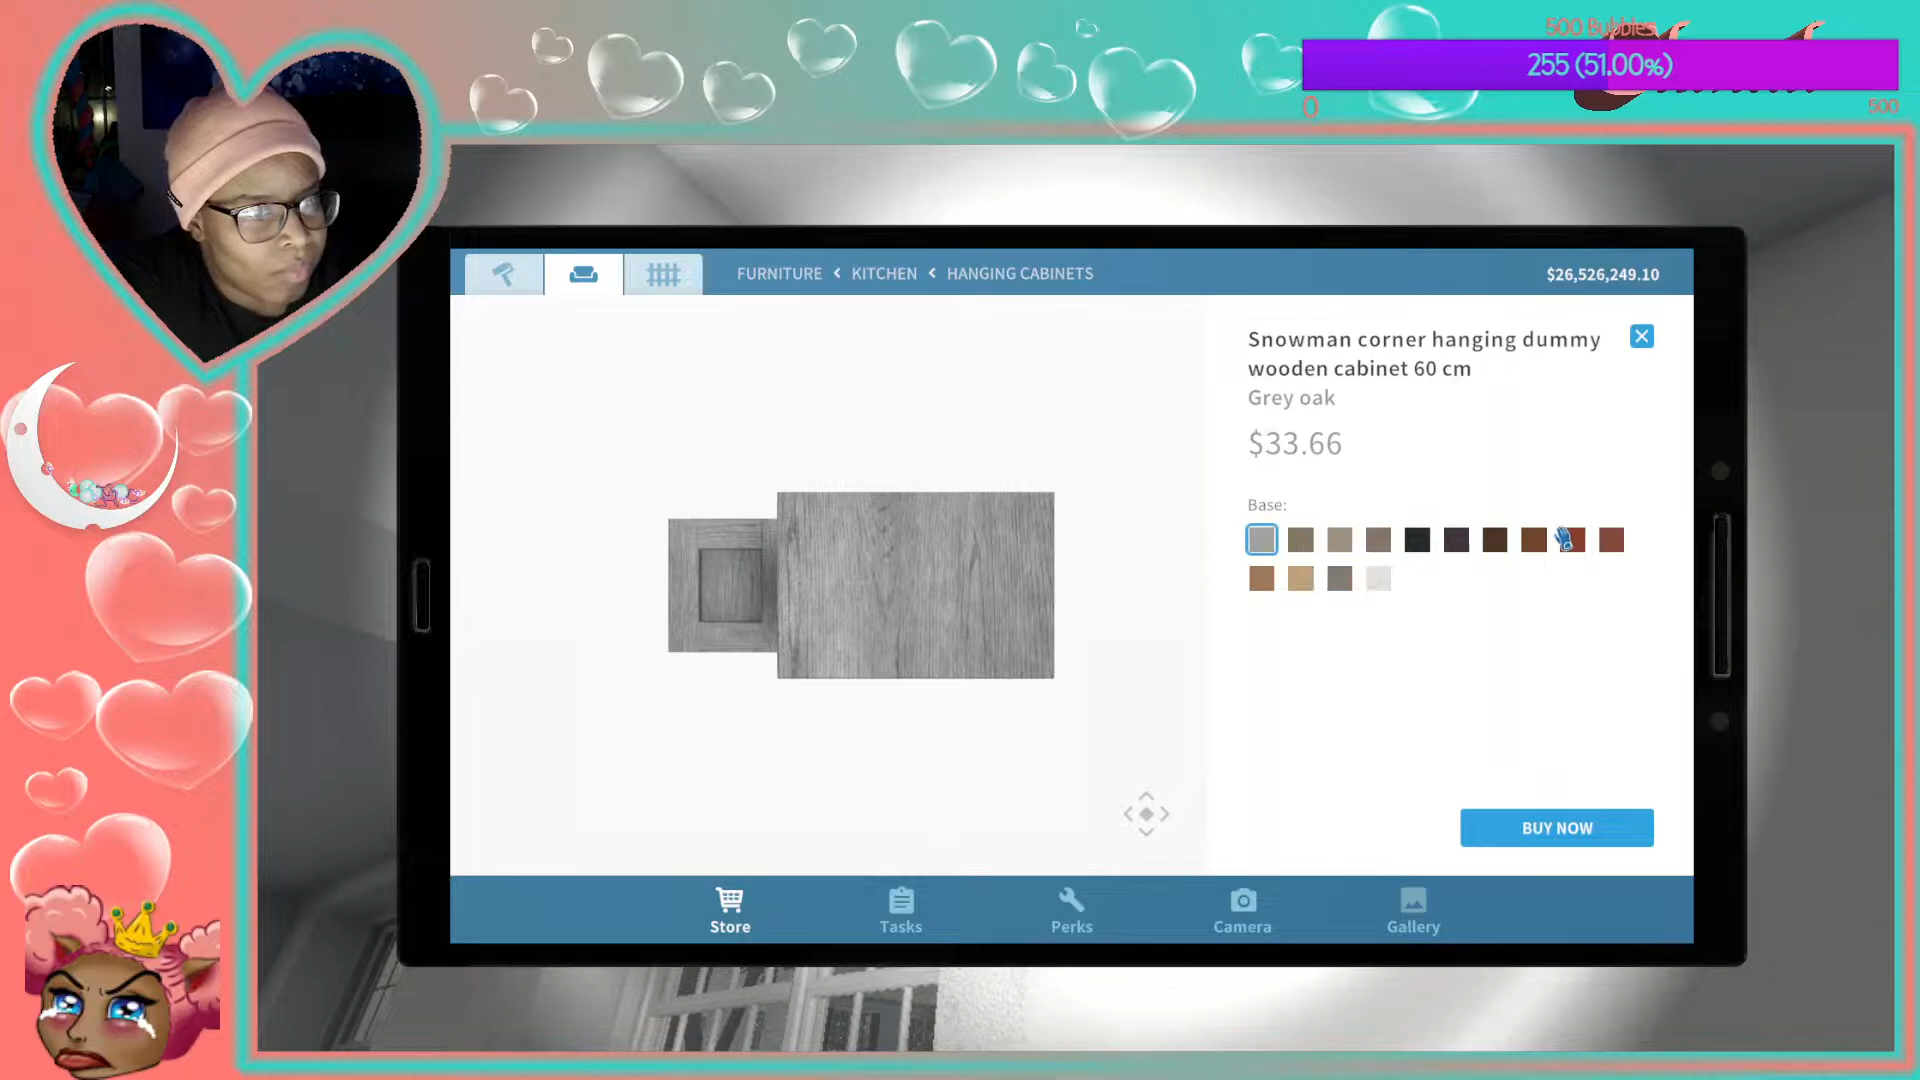 500 Bubbles
255 (51.00%)
0
500
FURNITURE < KITCHEN < HANGING CABINETS
$26,526,249.10
Snowman corner hanging dummy
wooden cabinet 60 cm
Grey oak
$33.66
Base:
BUY NOW
Store
Tasks
Perks
Camera
Gallery